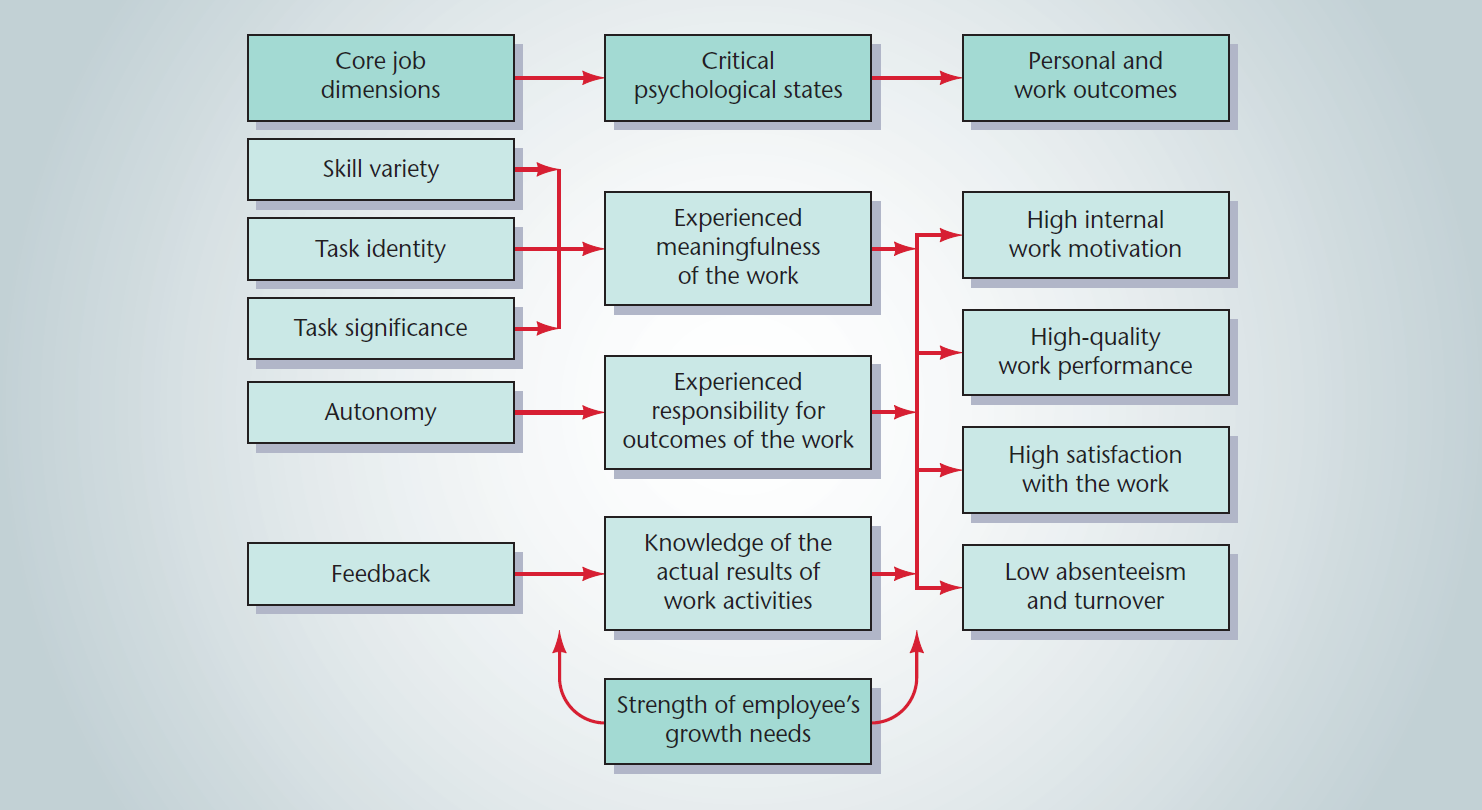 Core job
dimensions
Critical
psychological states
Personal and
work outcomes
Skill variety
Task identity
Task significance
Autonomy
Feedback
Experienced
meaningfulness
of the work
Experienced
responsibility for
outcomes of the work
Knowledge of the
actual results of
work activities
High internal
work motivation
High-quality
work performance
High satisfaction
with the work
Low absenteeism
and turnover
Strength of employee’s
growth needs